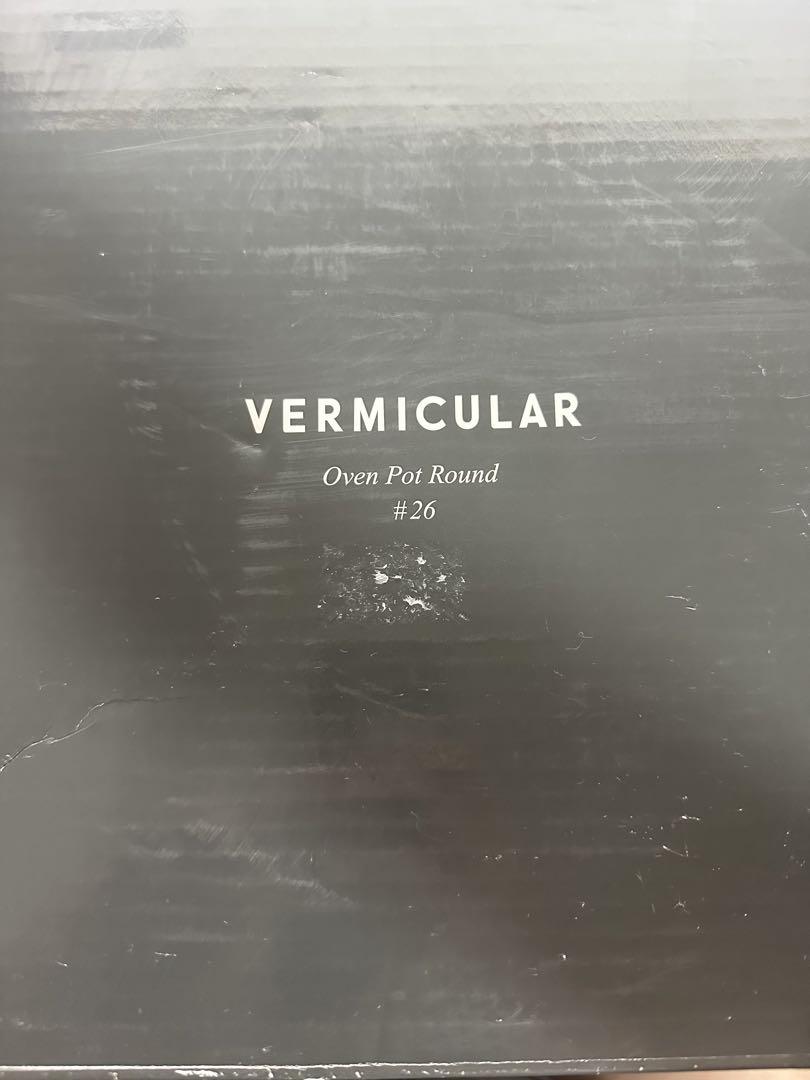 VERMICULAR
Oven Pot Round
#26